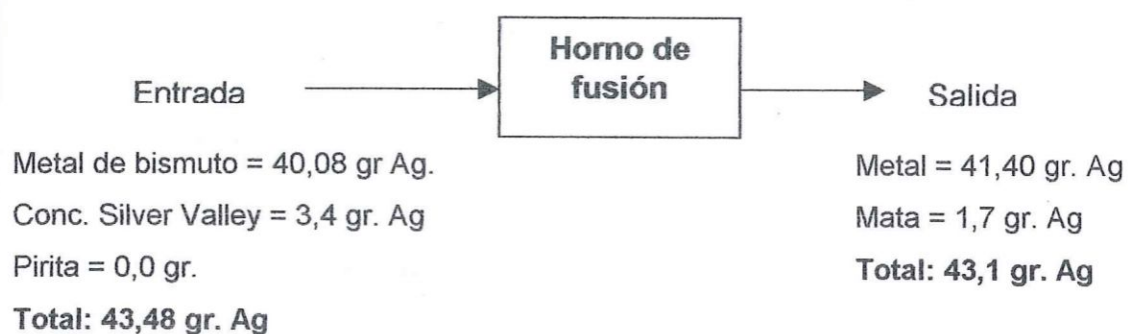 Horno de
fusión
Entrada
Salida
Metal de bismuto = 40,08 gr Ag.
Conc. Silver Valley = 3,4 gr. Ag
Pirita = 0,0 gr.
Total: 43,48 gr. Ag
Metal = 41,40 gr. Ag
Mata = 1,7 gr. Ag
Total: 43,1 gr. Ag